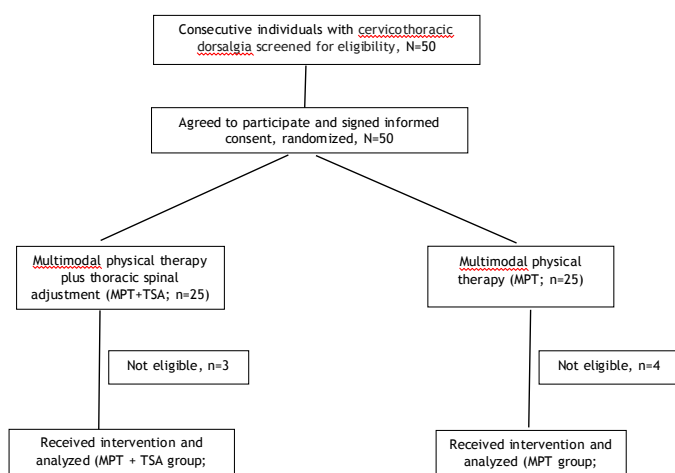 Consecutive individuals with cervicothoracic
dorsalgia screened for eligibility, N=50
Agreed to participate and signed informed
consent, randomized, N=50
Multimodal physical therapy
plus thoracic spinal
adjustment (MPT+TSA; n=25)
Multimodal physical
therapy (MPT; n=25)
Not eligible, n=3
Not eligible, n=4
Received intervention and
analyzed (MPT + TSA group;
Received intervention and
analyzed (MPT group;